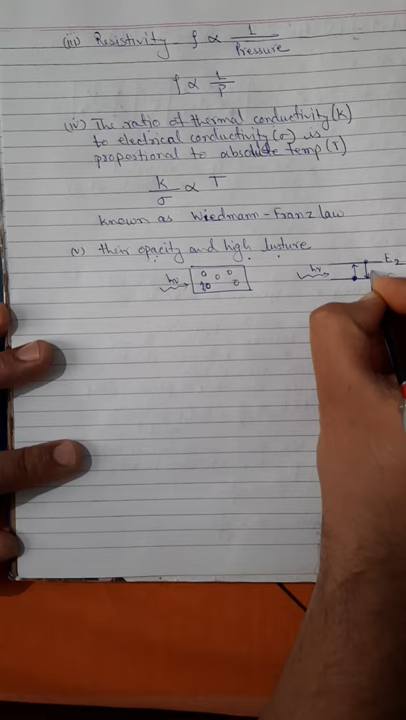 (iii) Resistivity ρ ∝ 1/Pressure
ρ ∝ 1/P
(iv) The ratio of thermal conductivity (K)
to electrical conductivity (σ) is
propostional to absolute Temp (T)
K/σ ∝ T
known as Wiedmann-Franz law
(v) their opacity and high lusture
hν hν E2